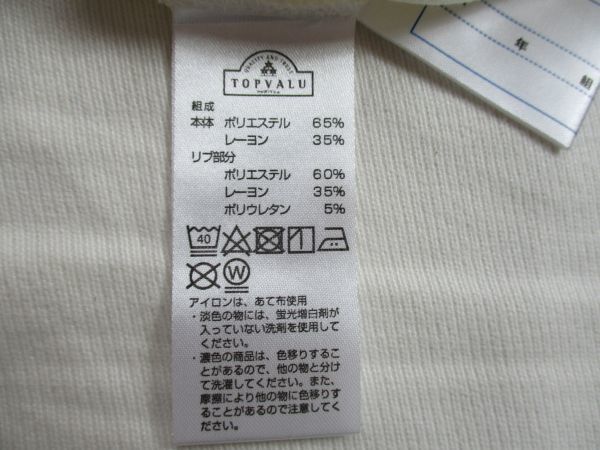 QUALITY AND TRUST
TOPVALU
組成
本体 ポリエステル 65%
レーヨン 35%
リブ部分
ポリエステル 60%
レーヨン 35%
ポリウレタン 5%
40
W
アイロンは、あて布使用
・淡色の物には、蛍光増白剤が
入っていない洗剤を使用して
ください。
・濃色の商品は、色移りするこ
とがあるので、他の物と分け
て洗濯してください。また、
摩擦により他の物に色移りす
ることがあるので注意してく
ださい。
年 組